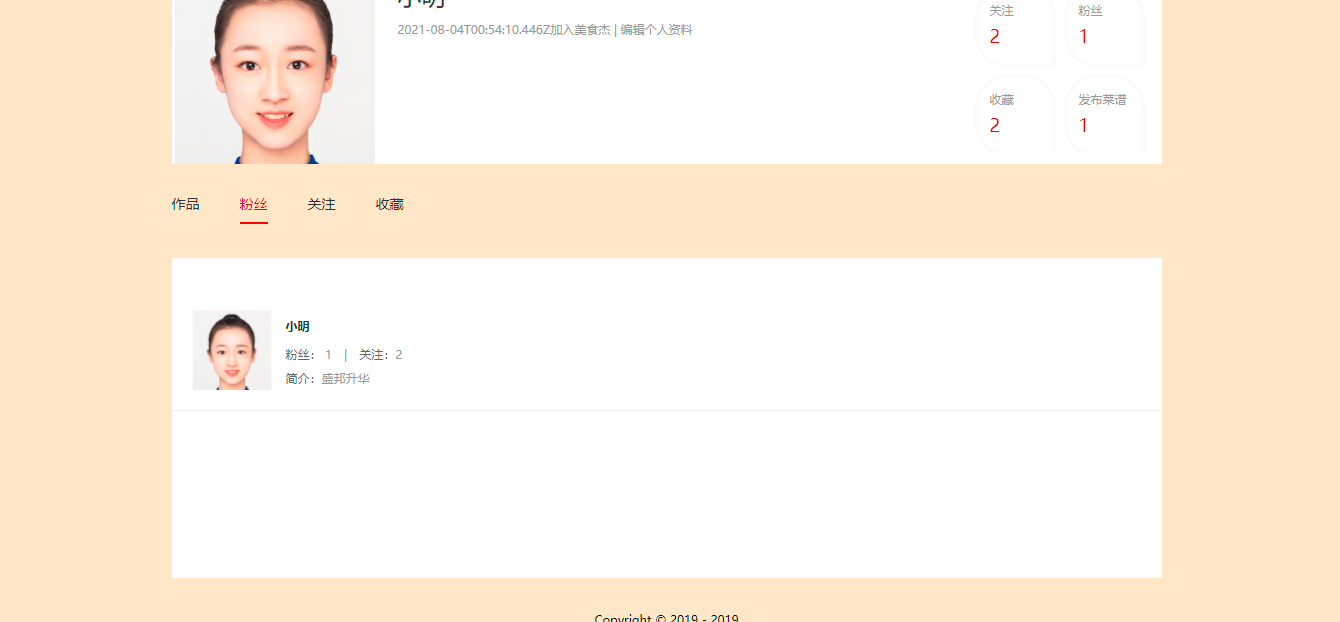 小明
2021-08-04T00:54:10.446Z加入美食杰 | 编辑个人资料
关注 粉丝
2 1
收藏 发布菜谱
2 1
作品 粉丝 关注 收藏
小明
粉丝： 1 | 关注：2
简介：盛邦升华
Copyright © 2019 - 2019